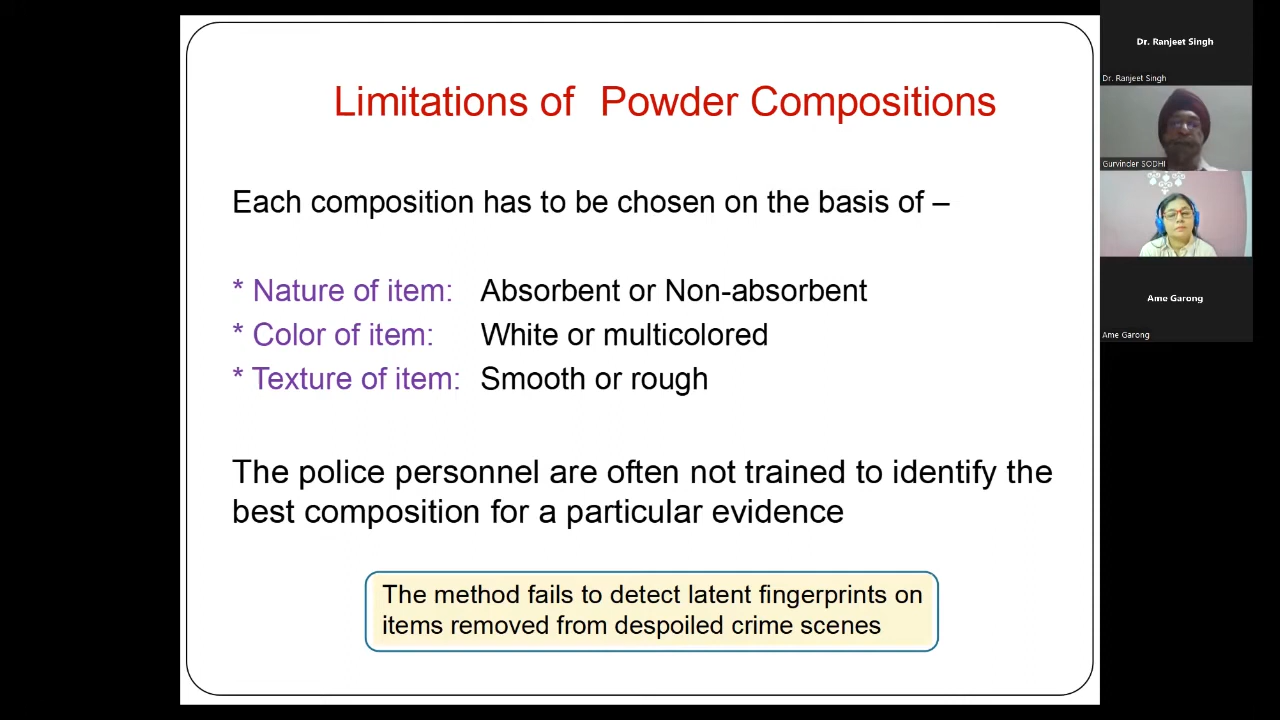 Limitations of Powder Compositions
Each composition has to be chosen on the basis of –
* Nature of item: Absorbent or Non-absorbent
* Color of item: White or multicolored
* Texture of item: Smooth or rough
The police personnel are often not trained to identify the
best composition for a particular evidence
The method fails to detect latent fingerprints on
items removed from despoiled crime scenes
Dr. Ranjeet Singh
Dr. Ranjeet Singh
Gurvinder SODHI
Ame Garong
Ame Garong